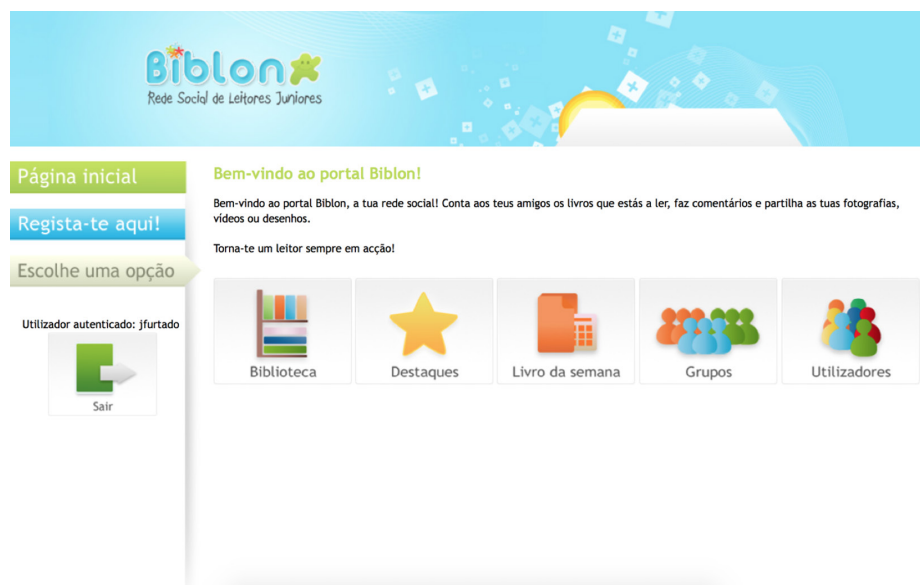 Biblon
Rede Social de Leitores Juniores
Página inicial
Regista-te aqui!
Escolhe uma opção
Utilizador autenticado: jfurtado
Sair
Bem-vindo ao portal Biblon!
Bem-vindo ao portal Biblon, a tua rede social! Conta aos teus amigos os livros que estás a ler, faz comentários e partilha as tuas fotografias,
vídeos ou desenhos.
Torna-te um leitor sempre em acção!
Biblioteca
Destaques
Livro da semana
Grupos
Utilizadores